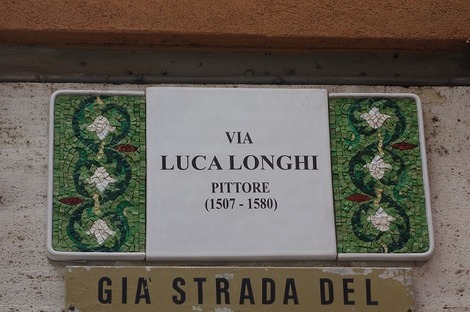 VIA
LUCA LONGHI
PITTORE
(1507 - 1580)
GIA' STRADA DEL